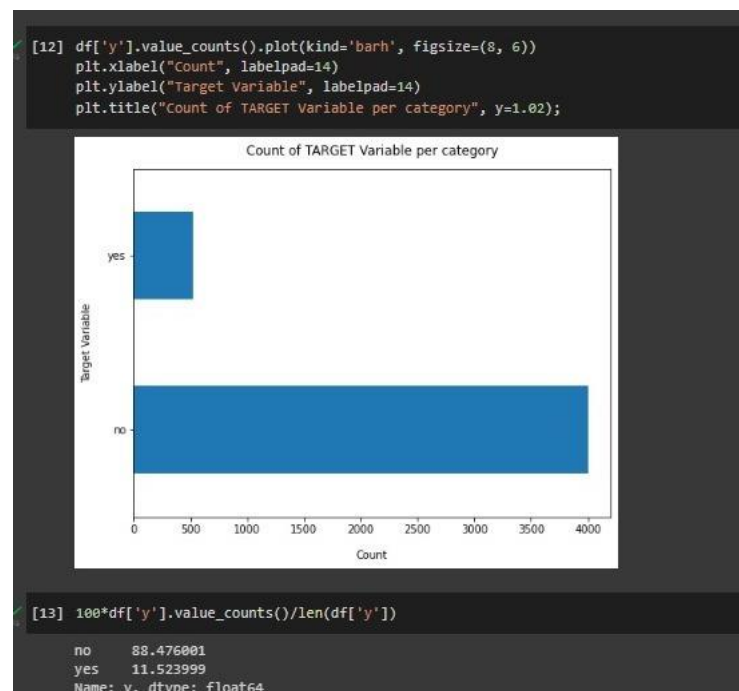 [12] df['y'].value_counts().plot(kind='barh', figsize=(8, 6))
plt.xlabel("Count", labelpad=14)
plt.ylabel("Target Variable", labelpad=14)
plt.title("Count of TARGET Variable per category", y=1.02);
Count of TARGET Variable per category
yes
Target Variable
no
0 500 1000 1500 2000 2500 3000 3500 4000
Count
[13] 100*df['y'].value_counts()/len(df['y'])
no 88.476001
yes 11.523999
Name: y, dtype: float64